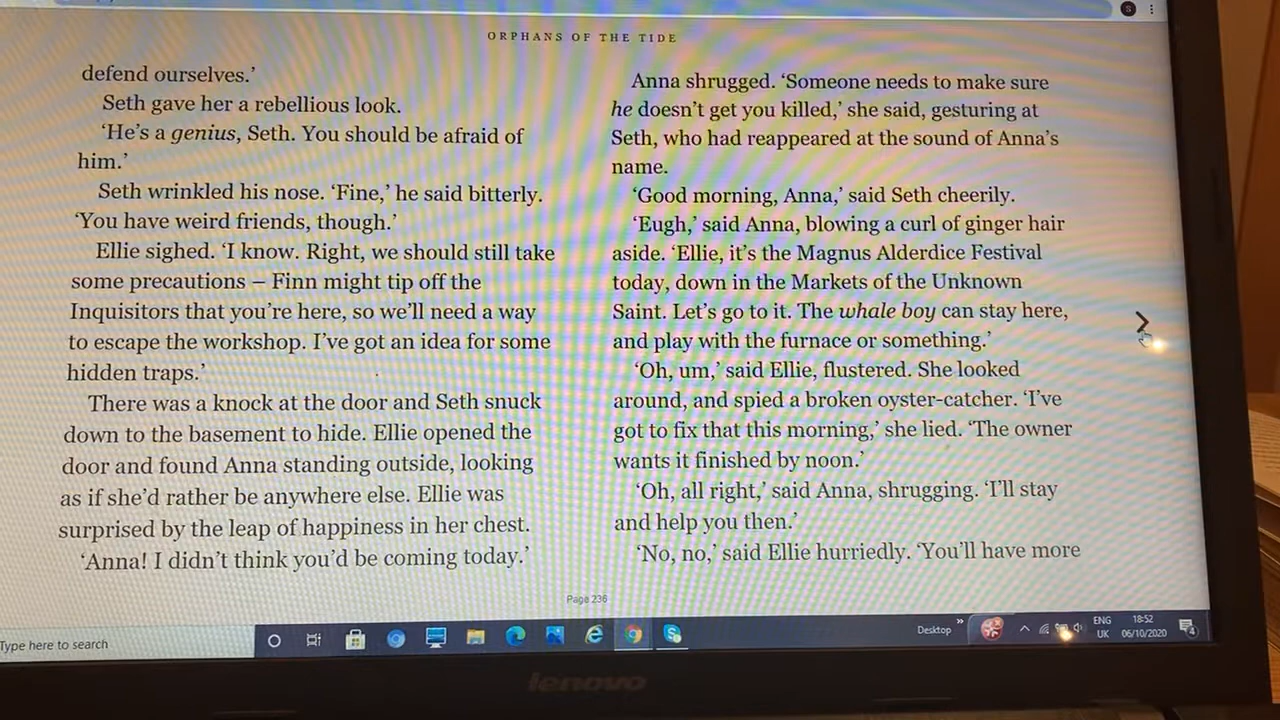 S
ORPHANS OF THE TIDE
defend ourselves.’
Seth gave her a rebellious look.
‘He’s a genius, Seth. You should be afraid of
him.’
Seth wrinkled his nose. ‘Fine,’ he said bitterly.
‘You have weird friends, though.’
Ellie sighed. ‘I know. Right, we should still take
some precautions – Finn might tip off the
Inquisitors that you’re here, so we’ll need a way
to escape the workshop. I’ve got an idea for some
hidden traps.’
There was a knock at the door and Seth snuck
down to the basement to hide. Ellie opened the
door and found Anna standing outside, looking
as if she’d rather be anywhere else. Ellie was
surprised by the leap of happiness in her chest.
‘Anna! I didn’t think you’d be coming today.’
Anna shrugged. ‘Someone needs to make sure
he doesn’t get you killed,’ she said, gesturing at
Seth, who had reappeared at the sound of Anna’s
name.
‘Good morning, Anna,’ said Seth cheerily.
‘Eugh,’ said Anna, blowing a curl of ginger hair
aside. ‘Ellie, it’s the Magnus Alderdice Festival
today, down in the Markets of the Unknown
Saint. Let’s go to it. The whale boy can stay here,
and play with the furnace or something.’
‘Oh, um,’ said Ellie, flustered. She looked
around, and spied a broken oyster-catcher. ‘I’ve
got to fix that this morning,’ she lied. ‘The owner
wants it finished by noon.’
‘Oh, all right,’ said Anna, shrugging. ‘I’ll stay
and help you then.’
‘No, no,’ said Ellie hurriedly. ‘You’ll have more
Page 236
Type here to search
Desktop
ENG
UK
18:52
06/10/2020
4
lenovo